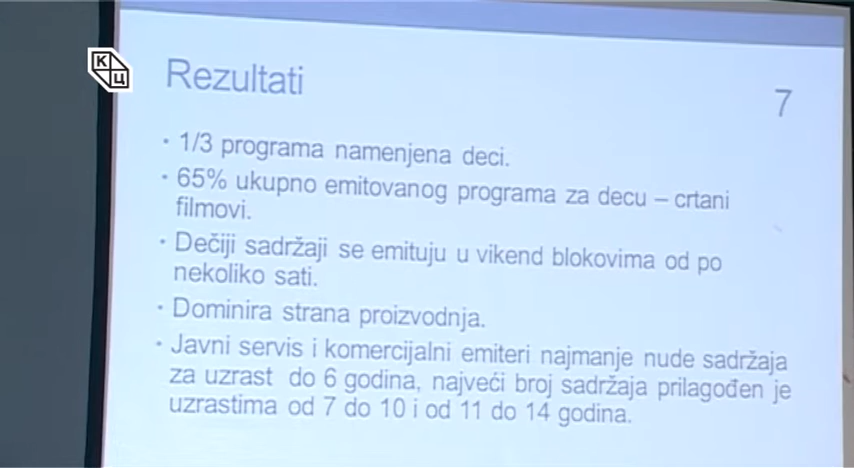 К
Ц
Rezultati
7
• 1/3 programa namenjena deci.
• 65% ukupno emitovanog programa za decu – crtani
filmovi.
• Dečiji sadržaji se emituju u vikend blokovima od po
nekoliko sati.
• Dominira strana proizvodnja.
• Javni servis i komercijalni emiteri najmanje nude sadržaja
za uzrast do 6 godina, najveći broj sadržaja prilagođen je
uzrastima od 7 do 10 i od 11 do 14 godina.